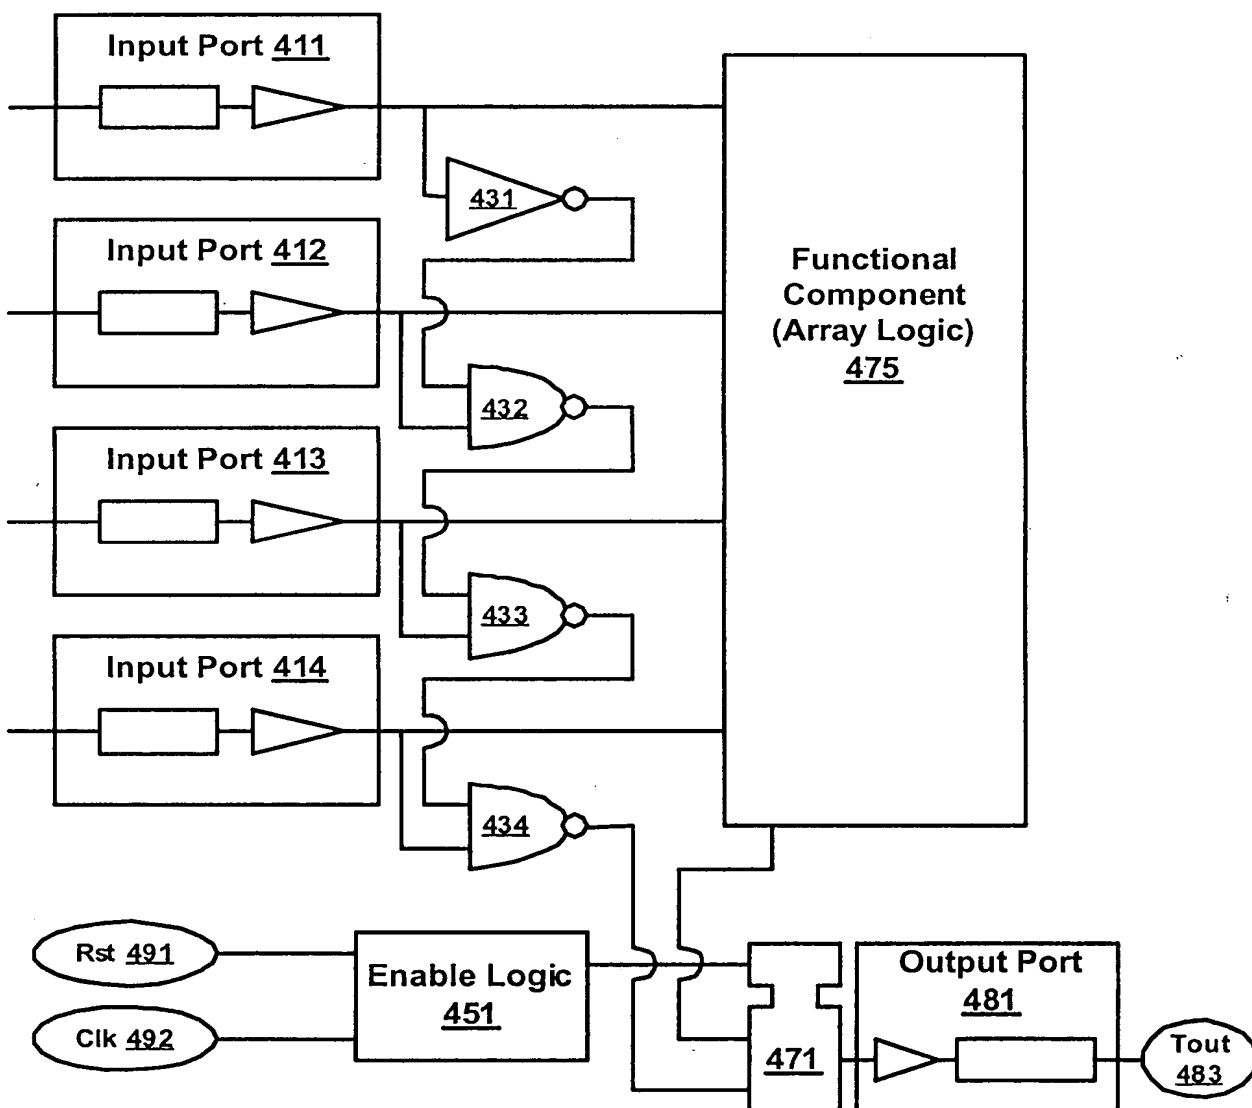 Input Port 411
431
Input Port 412
Functional
Component
(Array Logic)
475
432
Input Port 413
433
Input Port 414
434
Rst 491
Clk 492
Enable Logic
451
471
Output Port
481
Tout
483